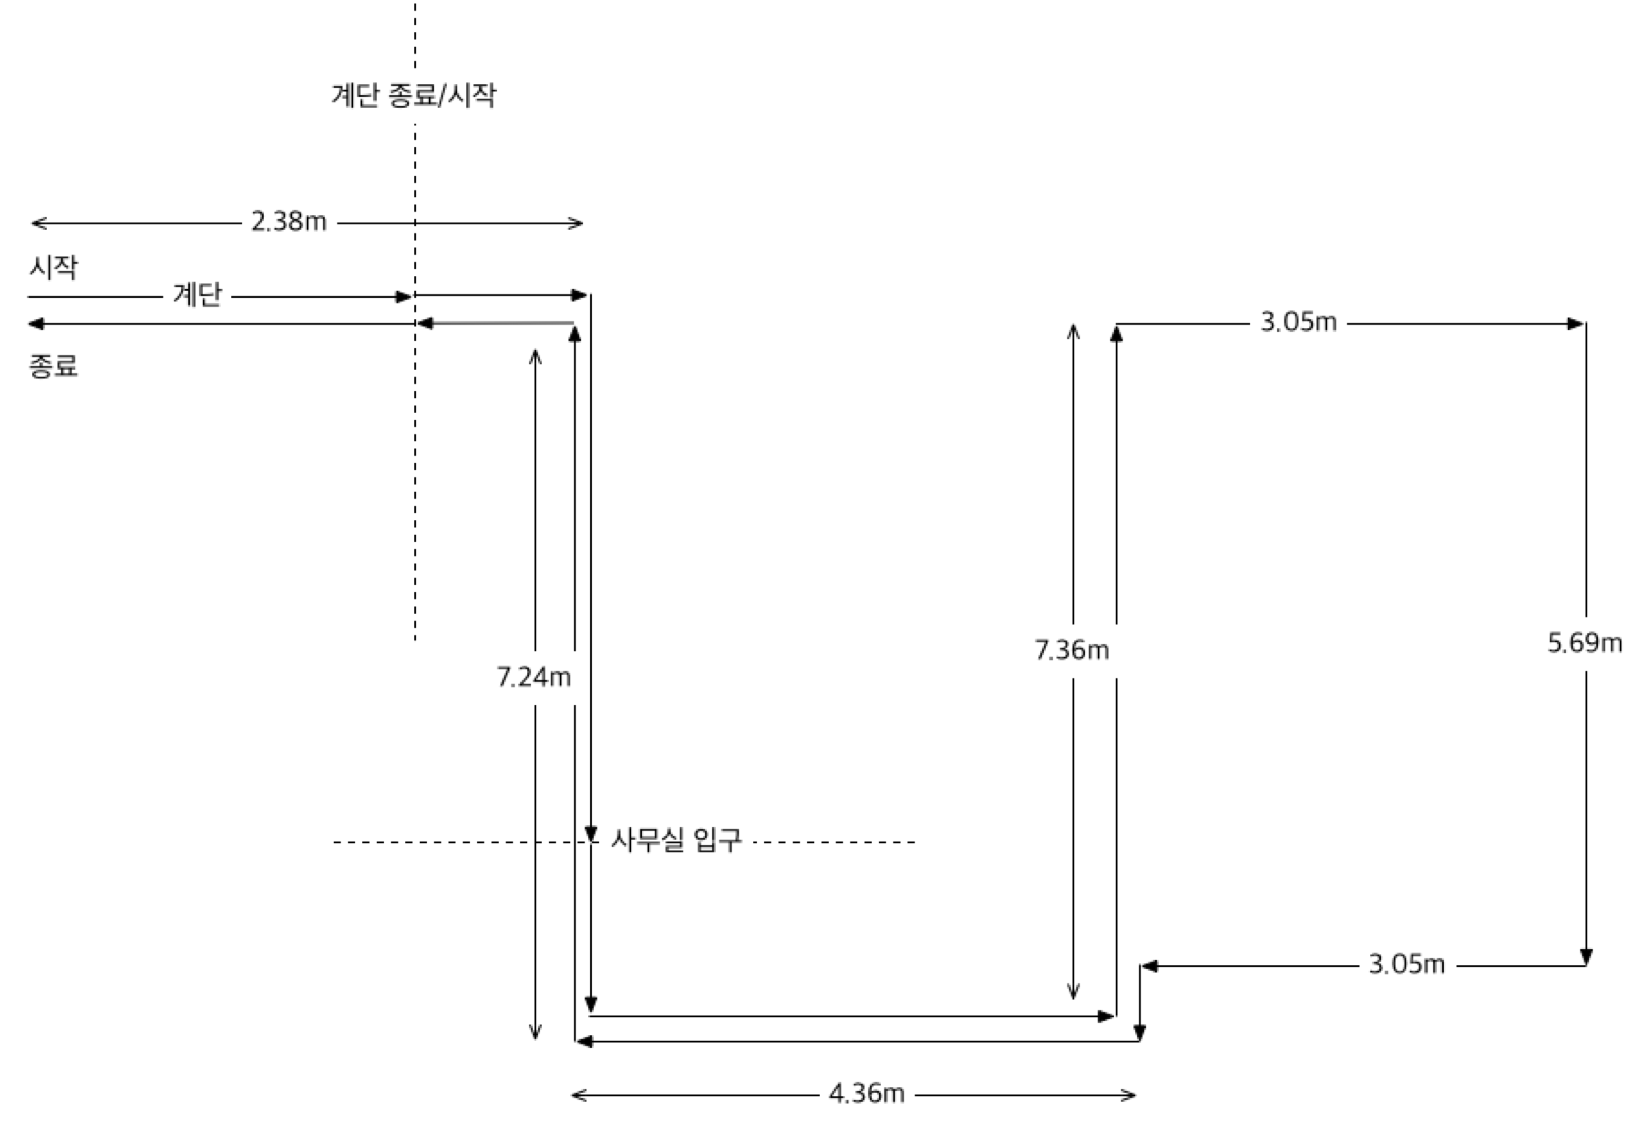 계단 종료/시작
2.38m
시작
계단
종료
3.05m
7.36m
5.69m
7.24m
사무실 입구
3.05m
4.36m